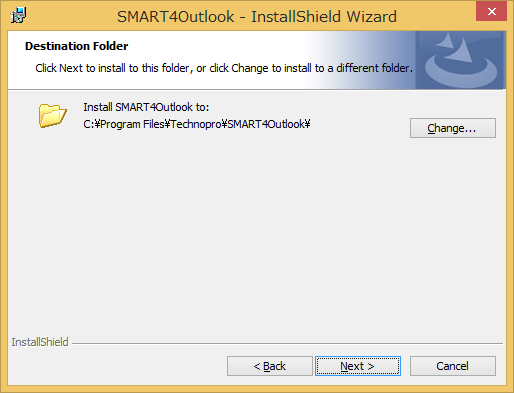 SMART4Outlook - InstallShield Wizard
Destination Folder
Click Next to install to this folder, or click Change to install to a different folder.
Install SMART4Outlook to:
C:¥Program Files¥Technopro¥SMART4Outlook¥
Change...
InstallShield
< Back
Next >
Cancel